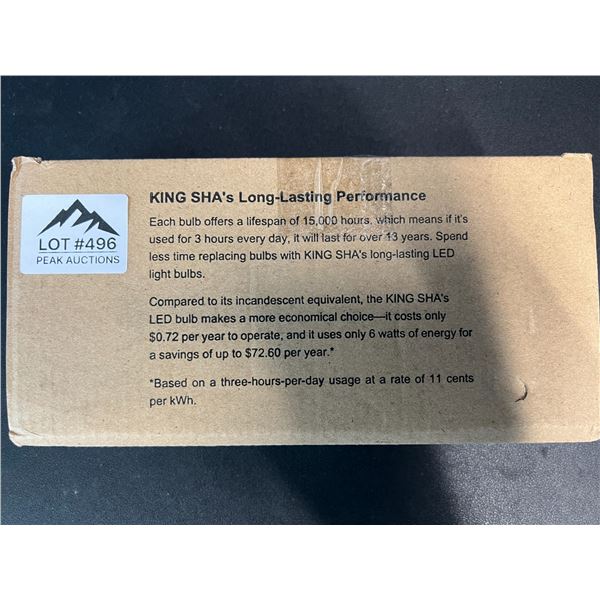 KING SHA's Long-Lasting Performance
Each bulb offers a lifespan of 15,000 hours, which means if it's
used for 3 hours every day, it will last for over 13 years. Spend
less time replacing bulbs with KING SHA's long-lasting LED
light bulbs.
Compared to its incandescent equivalent, the KING SHA's
LED bulb makes a more economical choice—it costs only
$0.72 per year to operate, and it uses only 6 watts of energy for
a savings of up to $72.60 per year.*
*Based on a three-hours-per-day usage at a rate of 11 cents
per kWh.
LOT #496
PEAK AUCTIONS